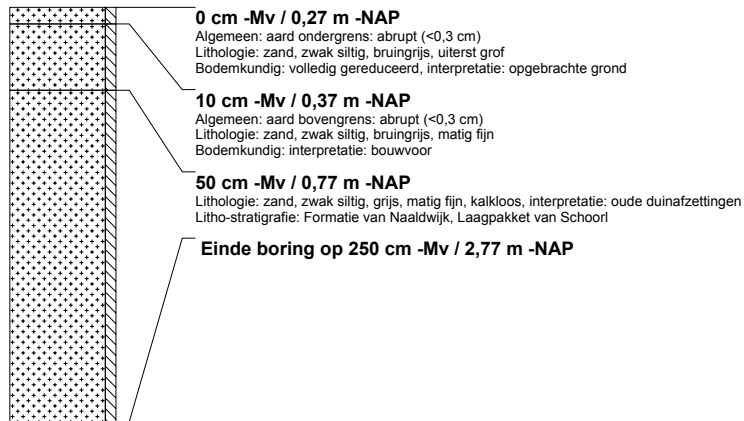 0 cm -Mv / 0,27 m -NAP
Algemeen: aard ondergrens: abrupt (<0,3 cm)
Lithologie: zand, zwak siltig, bruingrijs, uiterst grof
Bodemkundig: volledig gereduceerd, interpretatie: opgebrachte grond
10 cm -Mv / 0,37 m -NAP
Algemeen: aard bovengrens: abrupt (<0,3 cm)
Lithologie: zand, zwak siltig, bruingrijs, matig fijn
Bodemkundig: interpretatie: bouwvoor
50 cm -Mv / 0,77 m -NAP
Lithologie: zand, zwak siltig, grijs, matig fijn, kalkloos, interpretatie: oude duinafzettingen
Litho-stratigrafie: Formatie van Naaldwijk, Laagpakket van Schoorl
Einde boring op 250 cm -Mv / 2,77 m -NAP